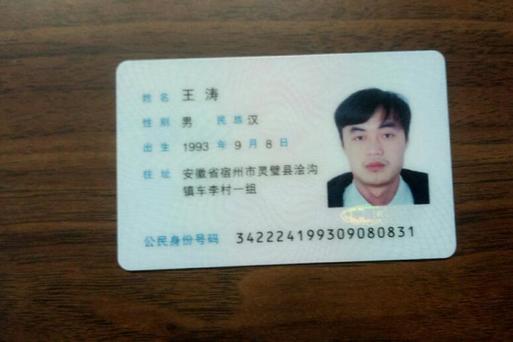 姓名 王涛
性别 男 民族 汉
出生 1993 年 9 月 8 日
住址 安徽省宿州市灵璧县浍沟
镇车李村一组
公民身份号码 342224199309080831